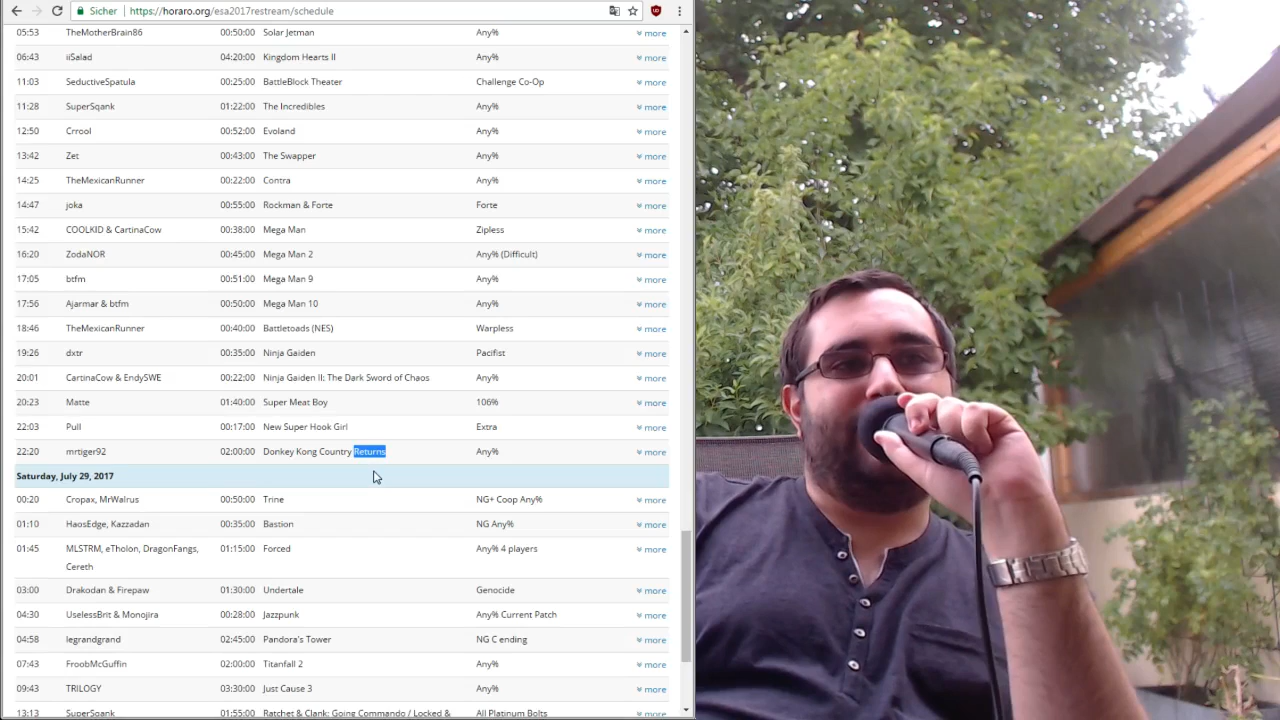 Sicher | https://horaro.org/esa2017restream/schedule
05:53 TheMotherBrain86 00:50:00 Solar Jetman Any% more
06:43 iiSalad 04:20:00 Kingdom Hearts II Any% more
11:03 SeductiveSpatula 00:25:00 BattleBlock Theater Challenge Co-Op more
11:28 SuperSqank 01:22:00 The Incredibles Any% more
12:50 Crrool 00:52:00 Evoland Any% more
13:42 Zet 00:43:00 The Swapper Any% more
14:25 TheMexicanRunner 00:22:00 Contra Any% more
14:47 joka 00:55:00 Rockman & Forte Forte more
15:42 COOLKID & CartinaCow 00:38:00 Mega Man Zipless more
16:20 ZodaNOR 00:45:00 Mega Man 2 Any% (Difficult) more
17:05 btfm 00:51:00 Mega Man 9 Any% more
17:56 Ajarmar & btfm 00:50:00 Mega Man 10 Any% more
18:46 TheMexicanRunner 00:40:00 Battletoads (NES) Warpless more
19:26 dxtr 00:35:00 Ninja Gaiden Pacifist more
20:01 CartinaCow & EndySWE 00:22:00 Ninja Gaiden II: The Dark Sword of Chaos Any% more
20:23 Matte 01:40:00 Super Meat Boy 106% more
22:03 Pull 00:17:00 New Super Hook Girl Extra more
22:20 mrtiger92 02:00:00 Donkey Kong Country Returns Any% more
Saturday, July 29, 2017
00:20 Cropax, MrWalrus 00:50:00 Trine NG+ Coop Any% more
01:10 HaosEdge, Kazzadan 00:35:00 Bastion NG Any% more
01:45 MLSTRM, eTholon, DragonFangs, 01:15:00 Forced Any% 4 players more
Cereth
03:00 Drakodan & Firepaw 01:30:00 Undertale Genocide more
04:30 UselessBrit & Monojira 00:28:00 Jazzpunk Any% Current Patch more
04:58 legrandgrand 02:45:00 Pandora's Tower NG C ending more
07:43 FroobMcGuffin 02:00:00 Titanfall 2 Any% more
09:43 TRILOGY 03:30:00 Just Cause 3 Any% more
13:13 SuperSqank 01:55:00 Ratchet & Clank: Going Commando / Locked & All Platinum Bolts more